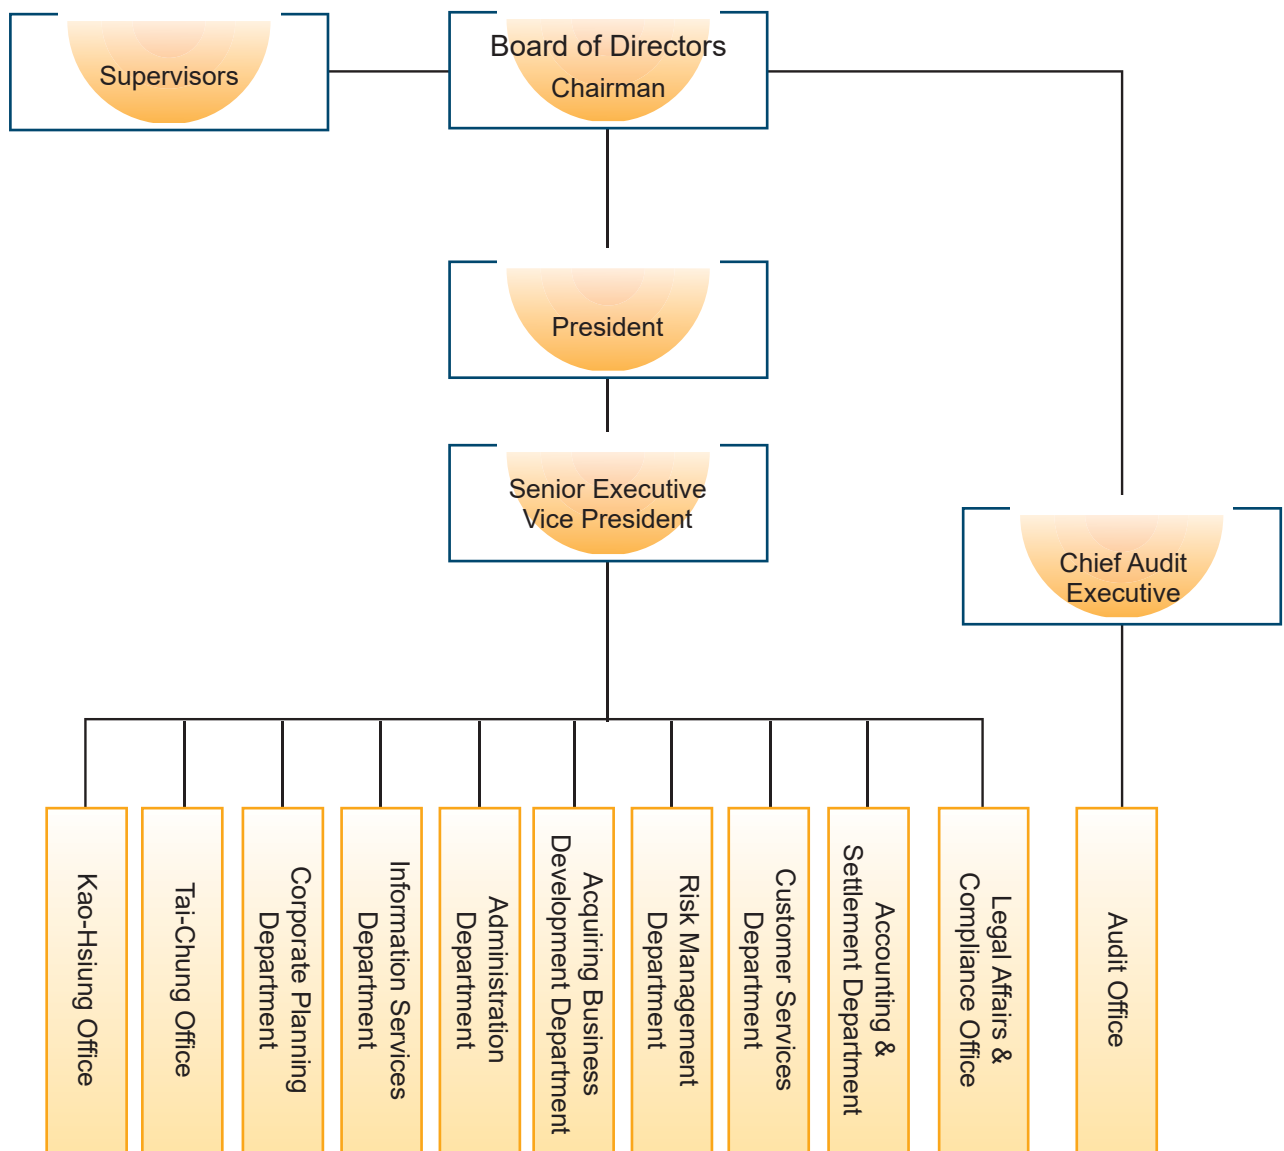 Supervisors
Board of Directors
Chairman
President
Senior Executive
Vice President
Chief Audit
Executive
Kao-Hsiung Office
Tai-Chung Office
Corporate Planning
Department
Information Services
Department
Administration
Department
Acquiring Business
Development Department
Risk Management
Department
Customer Services
Department
Accounting &
Settlement Department
Legal Affairs &
Compliance Office
Audit Office